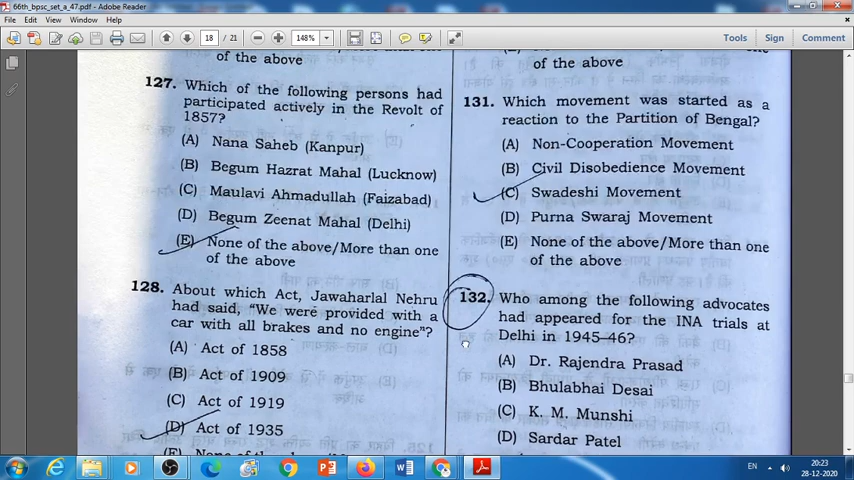 66th_bpsc_set_a_47.pdf - Adobe Reader
File Edit View Window Help
18 / 21
148%
Tools
Sign
Comment
of the above
127. Which of the following persons had
participated actively in the Revolt of
1857?
(A) Nana Saheb (Kanpur)
(B) Begum Hazrat Mahal (Lucknow)
(C) Maulavi Ahmadullah (Faizabad)
(D) Begum Zeenat Mahal (Delhi)
(E) None of the above/More than one
of the above
128. About which Act, Jawaharlal Nehru
had said, "We were provided with a
car with all brakes and no engine"?
(A) Act of 1858
(B) Act of 1909
(C) Act of 1919
(D) Act of 1935
of the above
131. Which movement was started as a
reaction to the Partition of Bengal?
(A) Non-Cooperation Movement
(B) Civil Disobedience Movement
(C) Swadeshi Movement
(D) Purna Swaraj Movement
(E) None of the above/More than one
of the above
132. Who among the following advocates
had appeared for the INA trials at
Delhi in 1945–46?
(A) Dr. Rajendra Prasad
(B) Bhulabhai Desai
(C) K. M. Munshi
(D) Sardar Patel
EN
20:23
28-12-2020